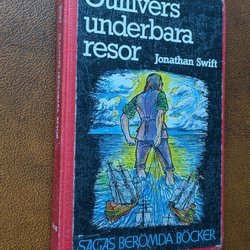 Gullivers
underbara
resor
Jonathan Swift
SAGAS BERÖMDA BÖCKER